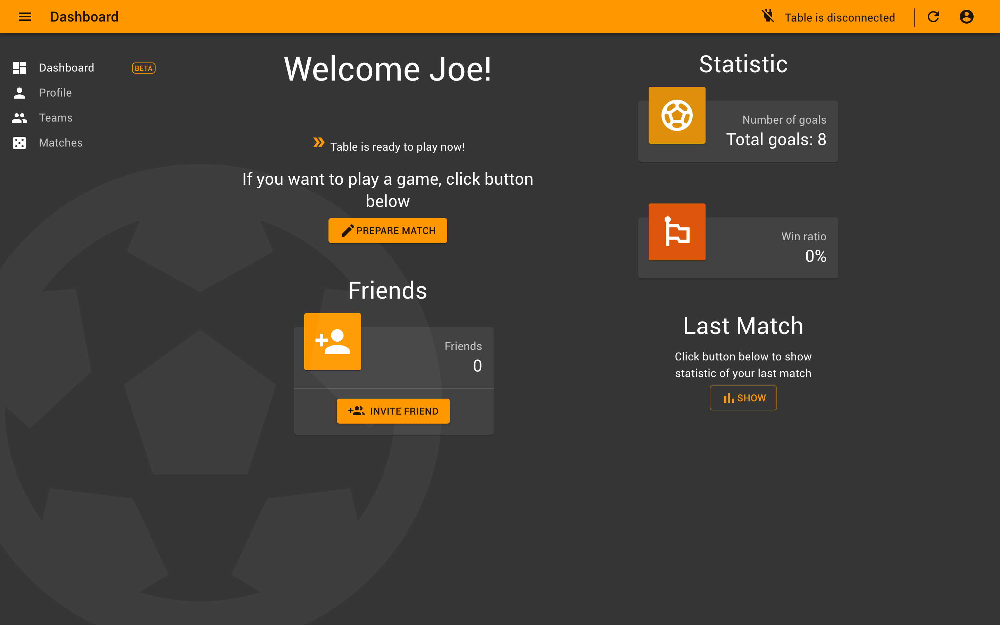 Dashboard
Table is disconnected
Dashboard BETA
Profile
Teams
Matches
Welcome Joe!
Table is ready to play now!
If you want to play a game, click button
below
PREPARE MATCH
Friends
Friends
0
INVITE FRIEND
Statistic
Number of goals
Total goals: 8
Win ratio
0%
Last Match
Click button below to show
statistic of your last match
SHOW